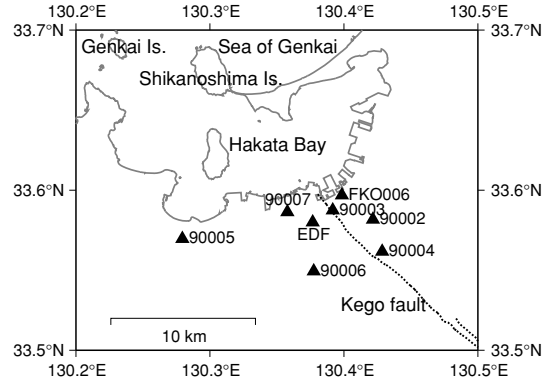 130.2°E 130.3°E 130.4°E 130.5°E
33.7°N 33.7°N
Genkai Is. Sea of Genkai
Shikanoshima Is.
Hakata Bay
33.6°N 33.6°N
90007 FKO006
90003
90002
EDF
90005
90004
90006
Kego fault
10 km
33.5°N 33.5°N
130.2°E 130.3°E 130.4°E 130.5°E